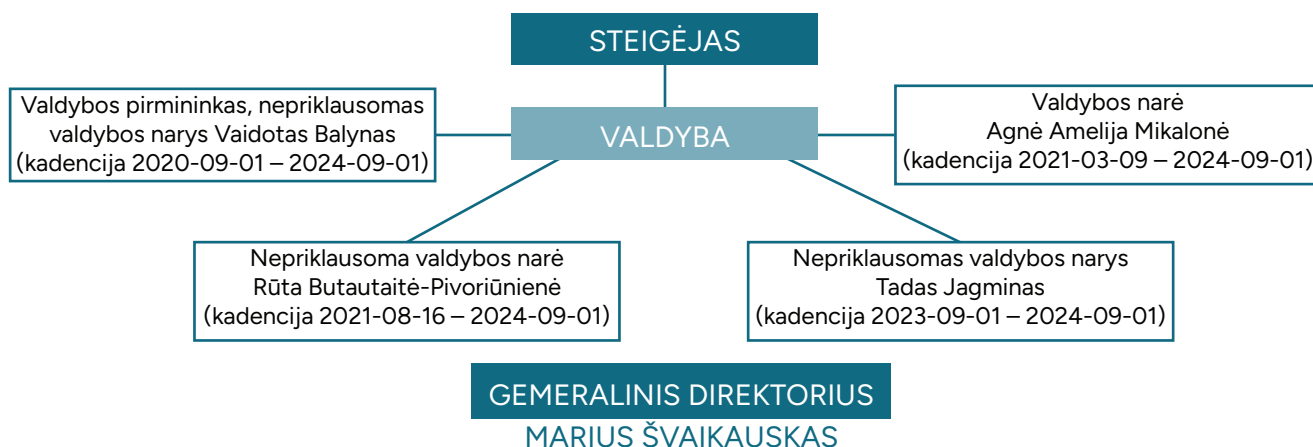 STEIGĖJAS
Valdybos pirmininkas, nepriklausomas
valdybos narys Vaidotas Balynas
(kadencija 2020-09-01 – 2024-09-01)
VALDYBA
Valdybos narė
Agnė Amelija Mikalonė
(kadencija 2021-03-09 – 2024-09-01)
Nepriklausoma valdybos narė
Rūta Butautaitė-Pivoriūnienė
(kadencija 2021-08-16 – 2024-09-01)
Nepriklausomas valdybos narys
Tadas Jagminas
(kadencija 2023-09-01 – 2024-09-01)
GEMERALINIS DIREKTORIUS
MARIUS ŠVAIKAUSKAS